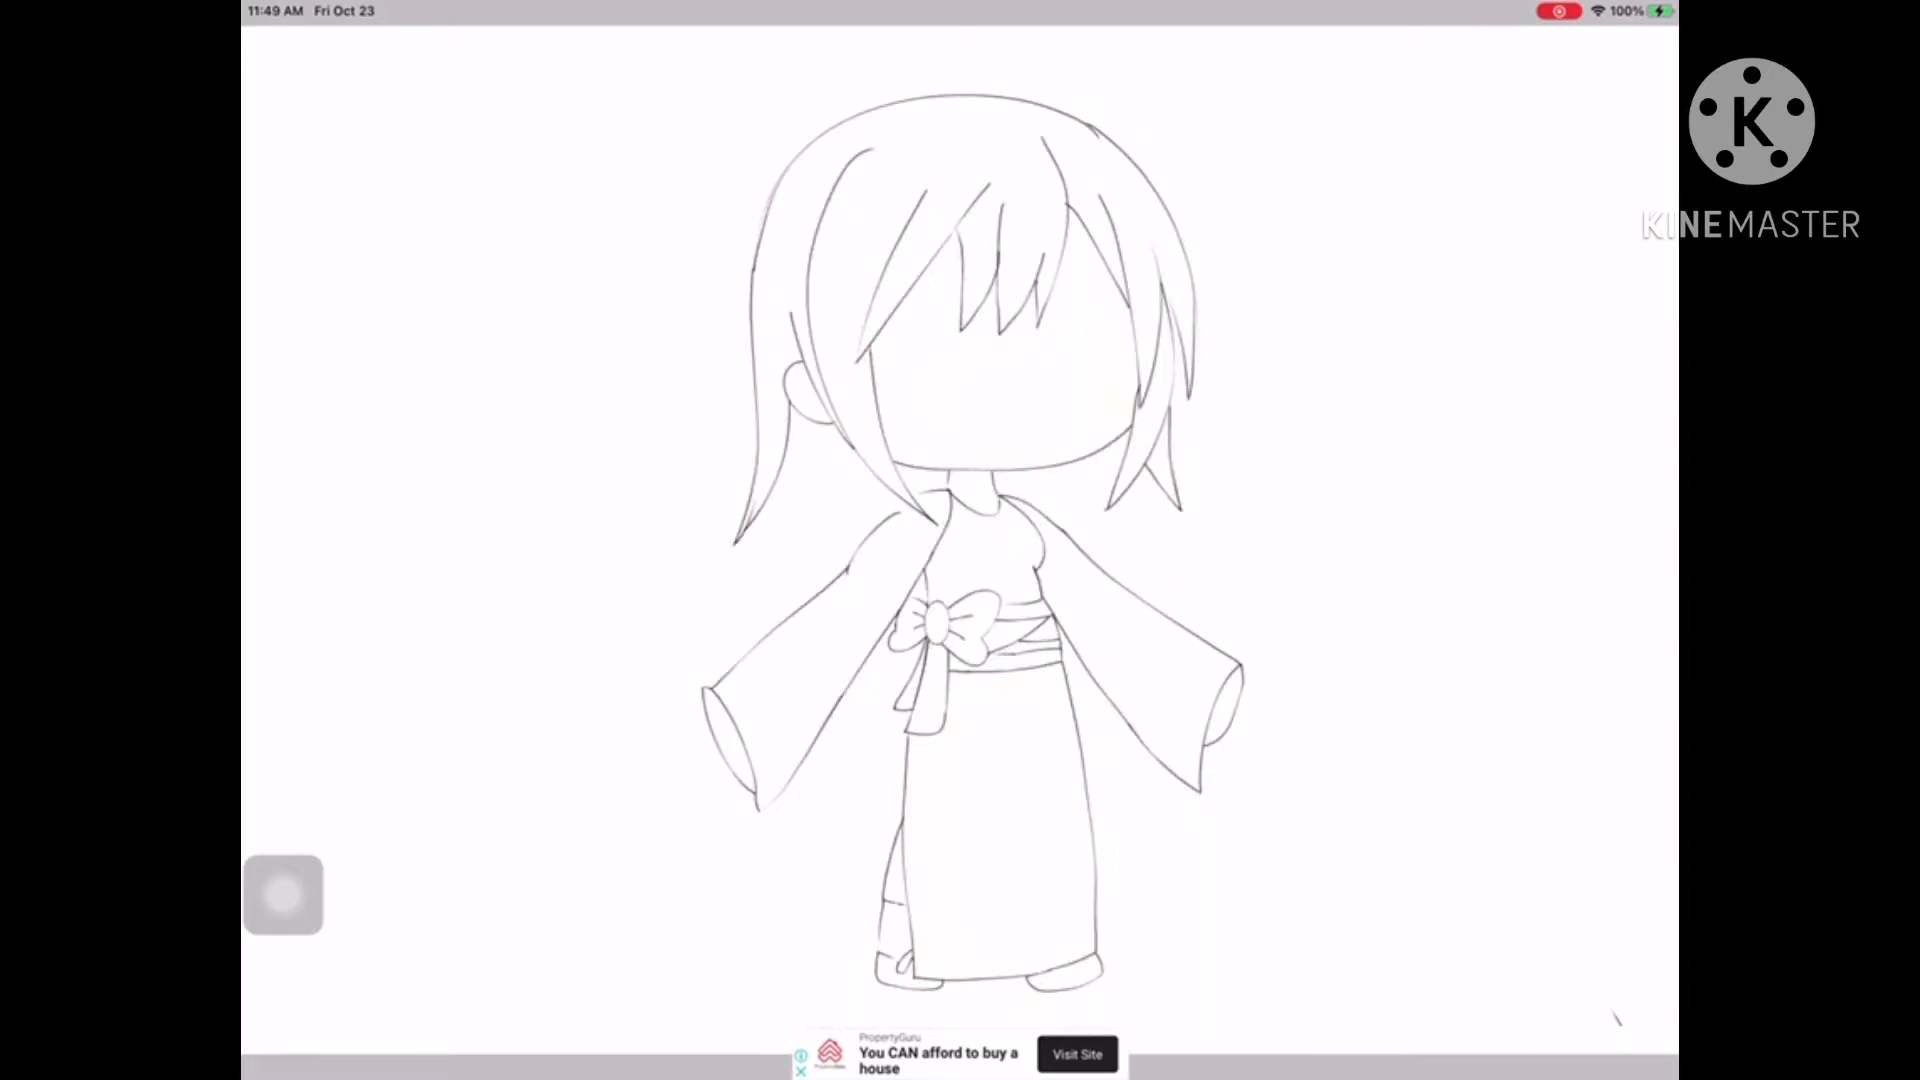 11:49 AM Fri Oct 23
100%
K
KINEMASTER
PropertyGuru
You CAN afford to buy a
house
Visit Site